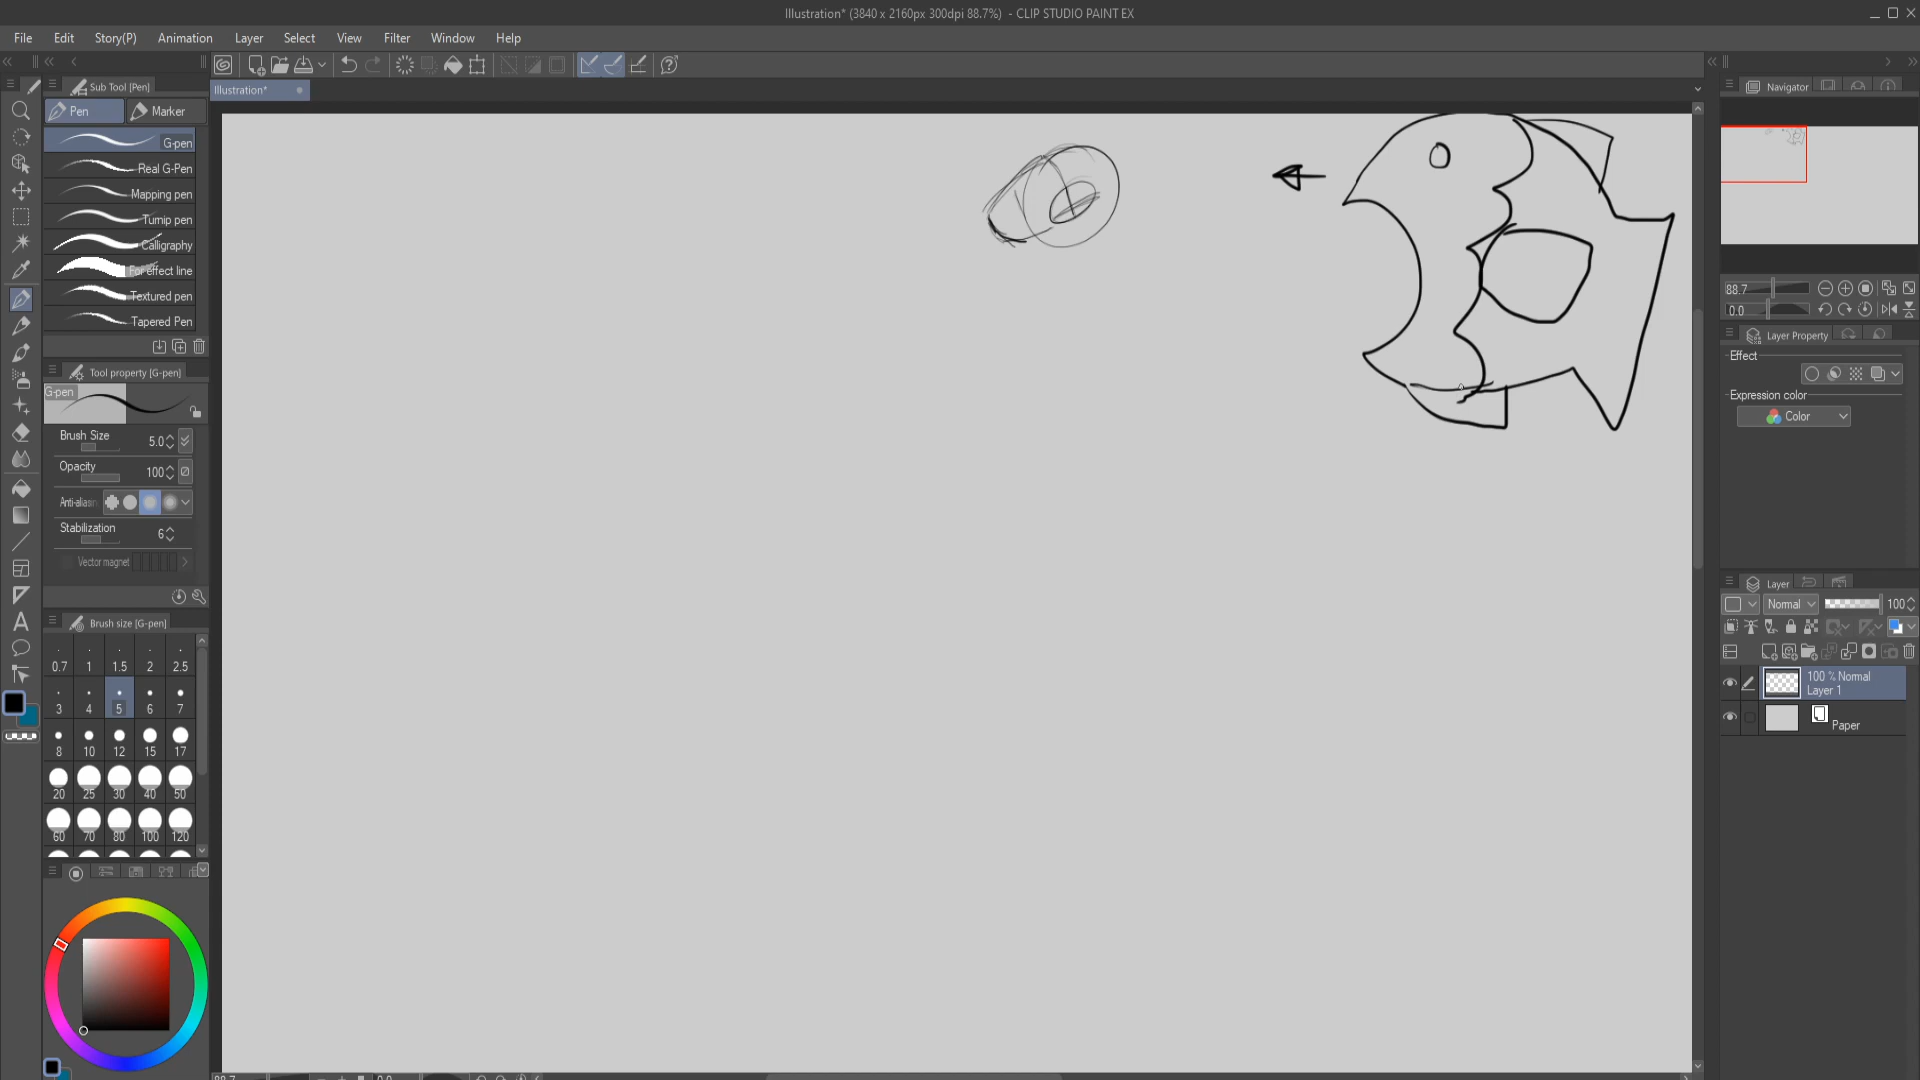 Illustration* (3840 x 2160px 300dpi 88.7%) - CLIP STUDIO PAINT EX
File Edit Story(P) Animation Layer Select View Filter Window Help
Sub Tool [Pen]
Pen Marker
G-pen
Real G-Pen
Mapping pen
Turnip pen
Calligraphy
For effect line
Textured pen
Tapered Pen
Tool property [G-pen]
G-pen
Brush Size 5.0
Opacity 100
Anti-aliasin
Stabilization 6
Vector magnet
Brush size [G-pen]
0.7 1 1.5 2 2.5
3 4 5 6 7
8 10 12 15 17
20 25 30 40 50
60 70 80 100 120
Illustration*
88.7 0.0
Navigator
88.7
0.0
Layer Property
Effect
Expression color
Color
Layer
Normal 100
100 % Normal
Layer 1
Paper